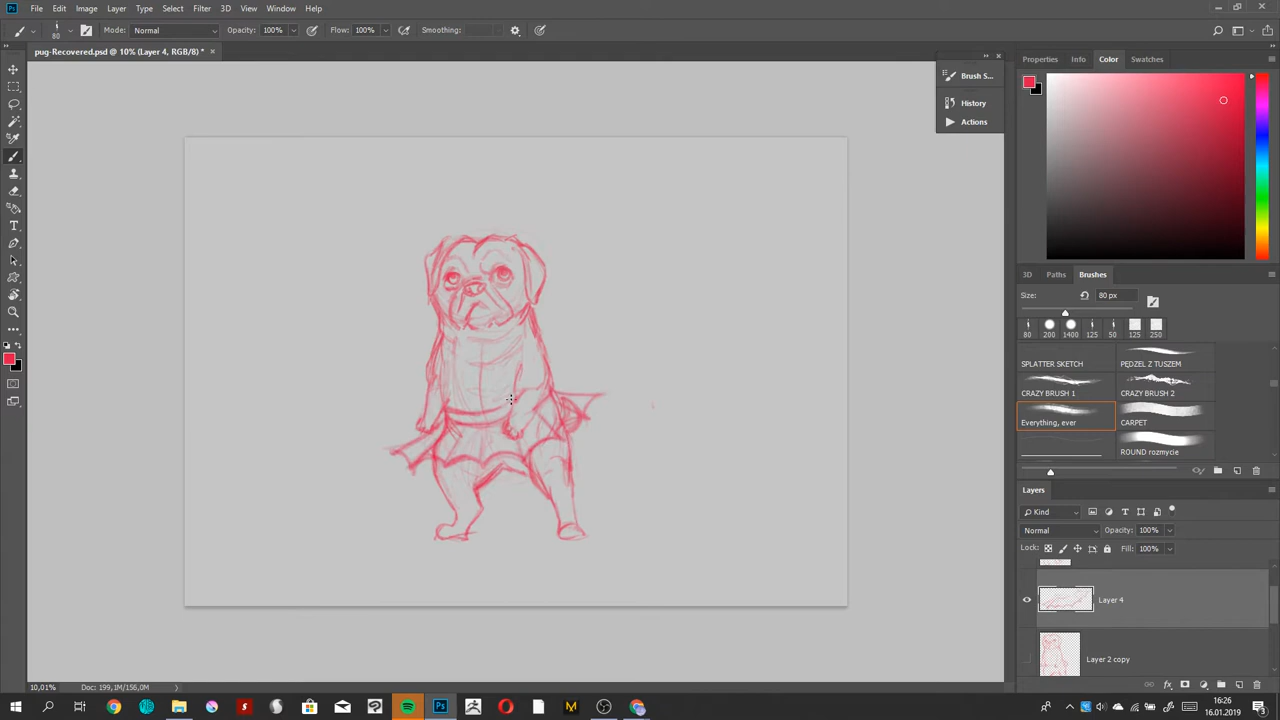 Ps File Edit Image Layer Type Select Filter 3D View Window Help
80 Mode: Normal Opacity: 100% Flow: 100% Smoothing:
pug-Recovered.psd @ 10% (Layer 4, RGB/8) * ×
Properties Info Color Swatches
Brush S...
History
Actions
3D Paths Brushes
Size: 80 px
80 200 1400 125 50 125 250
SPLATTER SKETCH PĘDZEL Z TUSZEM
CRAZY BRUSH 1 CRAZY BRUSH 2
Everything, ever CARPET
ROUND rozmycie
Layers
Kind
Normal Opacity: 100%
Lock: Fill: 100%
Layer 4
Layer 2 copy
10,01% Doc: 199,1M/156,0M
16:26
16.01.2019